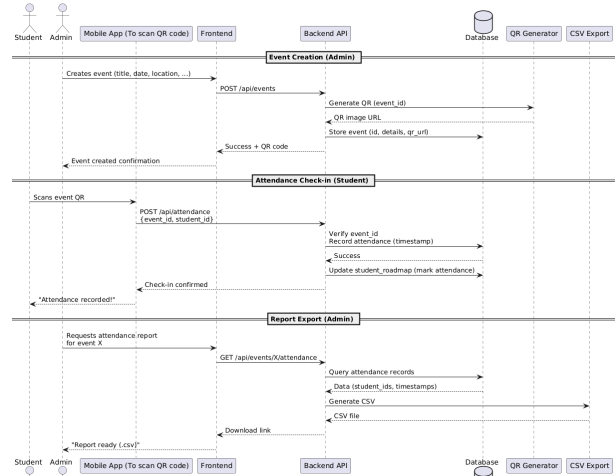 Student Admin Mobile App (To scan QR code) Frontend Backend API Database QR Generator CSV Export
Event Creation (Admin)
Creates event (title, date, location, ...)
POST /api/events
Generate QR (event_id)
QR image URL
Store event (id, details, qr_url)
Success + QR code
Event created confirmation
Attendance Check-in (Student)
Scans event QR
POST /api/attendance
{event_id, student_id}
Verify event_id
Record attendance (timestamp)
Success
Update student_roadmap (mark attendance)
Check-in confirmed
"Attendance recorded!"
Report Export (Admin)
Requests attendance report
for event X
GET /api/events/X/attendance
Query attendance records
Data (student_ids, timestamps)
Generate CSV
CSV file
Download link
"Report ready (.csv)"
Student Admin Mobile App (To scan QR code) Frontend Backend API Database QR Generator CSV Export